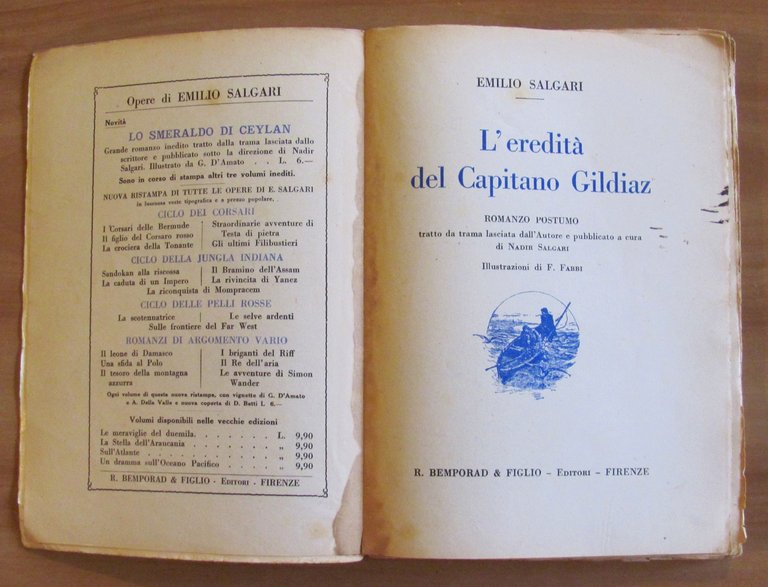 Opere di EMILIO SALGARI
Novità
LO SMERALDO DI CEYLAN
Grande romanzo inedito tratto dalla trama lasciata dallo
scrittore e pubblicato sotto la direzione di Nadir
Salgari. Illustrato da G. D'Amato . . L. 6.—
Sono in corso di stampa altri tre volumi inediti.
NUOVA RISTAMPA DI TUTTE LE OPERE DI E. SALGARI
in lussuosa veste tipografica e a prezzo popolare.
CICLO DEI CORSARI
I Corsari delle Bermude
Il figlio del Corsaro rosso
La crociera della Tonante
Straordinarie avventure di
Testa di pietra
Gli ultimi Filibustieri
CICLO DELLA JUNGLA INDIANA
Sandokan alla riscossa
La caduta di un Impero
Il Bramino dell'Assam
La rivincita di Yanez
La riconquista di Mompracem
CICLO DELLE PELLI ROSSE
La scotennatrice
Le selve ardenti
Sulle frontiere del Far West
ROMANZI DI ARGOMENTO VARIO
Il leone di Damasco
Una sfida al Polo
Il tesoro della montagna
azzurra
I briganti del Riff
Il Re dell'aria
Le avventure di Simon
Wander
Ogni volume di questa nuova ristampa, con vignette di G. D'Amato
e A. Della Valle e nuova coperta di D. Betti L. 6.—
Volumi disponibili nelle vecchie edizioni
Le meraviglie del duemila. . . . . . . L. 9,90
La Stella dell'Araucania . . . . . . . „ 9,90
Sull'Atlante . . . . . . . . . . . „ 9,90
Un dramma sull'Oceano Pacifico . . . . . „ 9,90
R. BEMPORAD & FIGLIO - EDITORI - FIRENZE
EMILIO SALGARI
L'eredità
del Capitano Gildiaz
ROMANZO POSTUMO
tratto da trama lasciata dall'Autore e pubblicato a cura
di NADIR SALGARI
Illustrazioni di F. FABBI
R. BEMPORAD & FIGLIO – EDITORI – FIRENZE